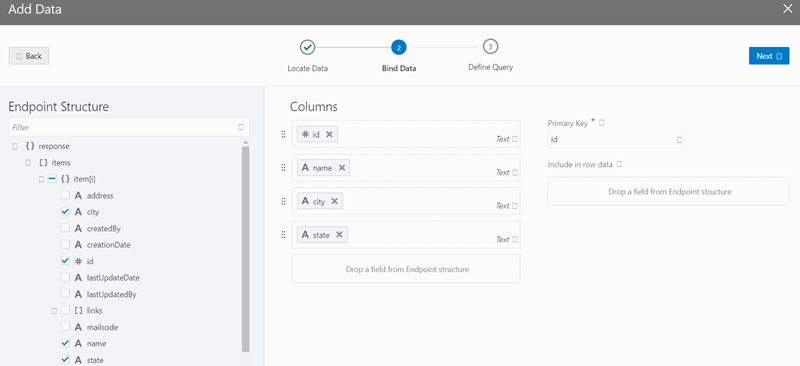 Add Data
Back
Locate Data
2
Bind Data
3
Define Query
Next
Endpoint Structure
Filter
{ } response
[ ] items
{ } item[i]
A address
A city
A createdBy
A creationDate
# id
A lastUpdateDate
A lastUpdatedBy
[ ] links
A mailcode
A name
A state
Columns
# id
Text
A name
Text
A city
Text
A state
Text
Drop a field from Endpoint structure
Primary Key *
id
Include in row data
Drop a field from Endpoint structure